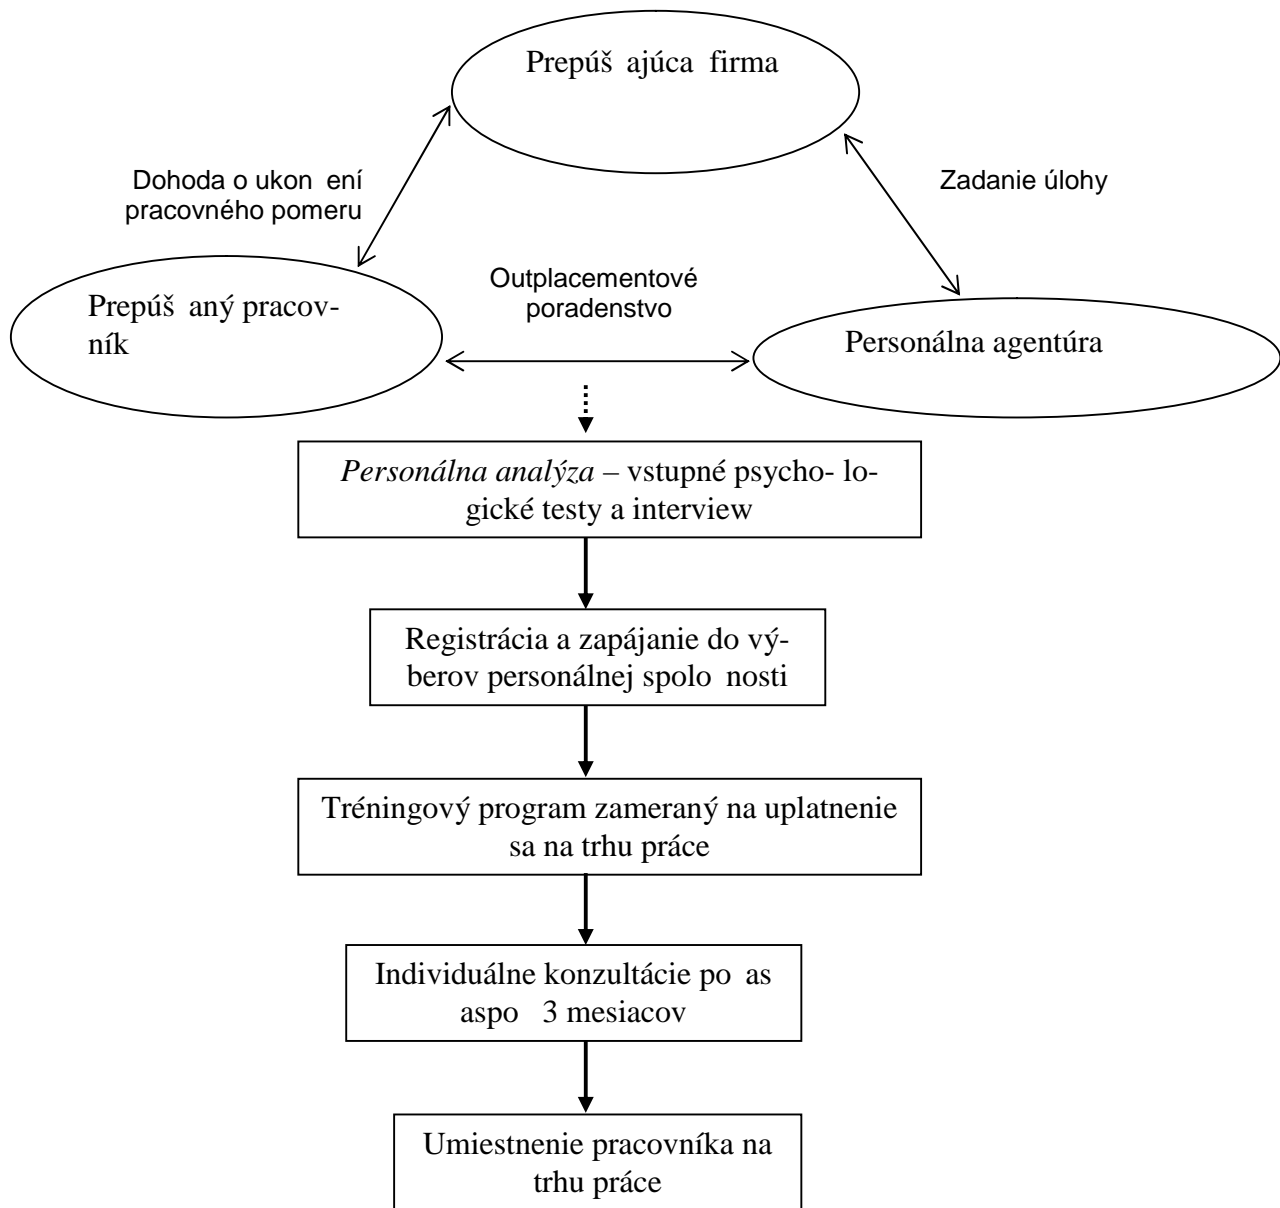 Prepúš ajúca firma
Dohoda o ukon ení
pracovného pomeru
Zadanie úlohy
Outplacementové
poradenstvo
Prepúš aný pracov-
ník
Personálna agentúra
Personálna analýza – vstupné psycho- lo-
gické testy a interview
Registrácia a zapájanie do vý-
berov personálnej spolo nosti
Tréningový program zameraný na uplatnenie
sa na trhu práce
Individuálne konzultácie po as
aspo 3 mesiacov
Umiestnenie pracovníka na
trhu práce